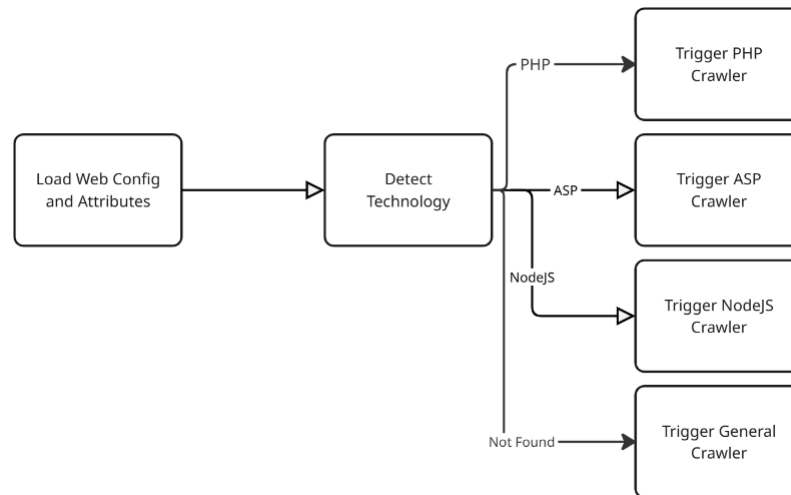 Load Web Config
and Attributes
Detect
Technology
PHP
Trigger PHP
Crawler
ASP
Trigger ASP
Crawler
NodeJS
Trigger NodeJS
Crawler
Not Found
Trigger General
Crawler